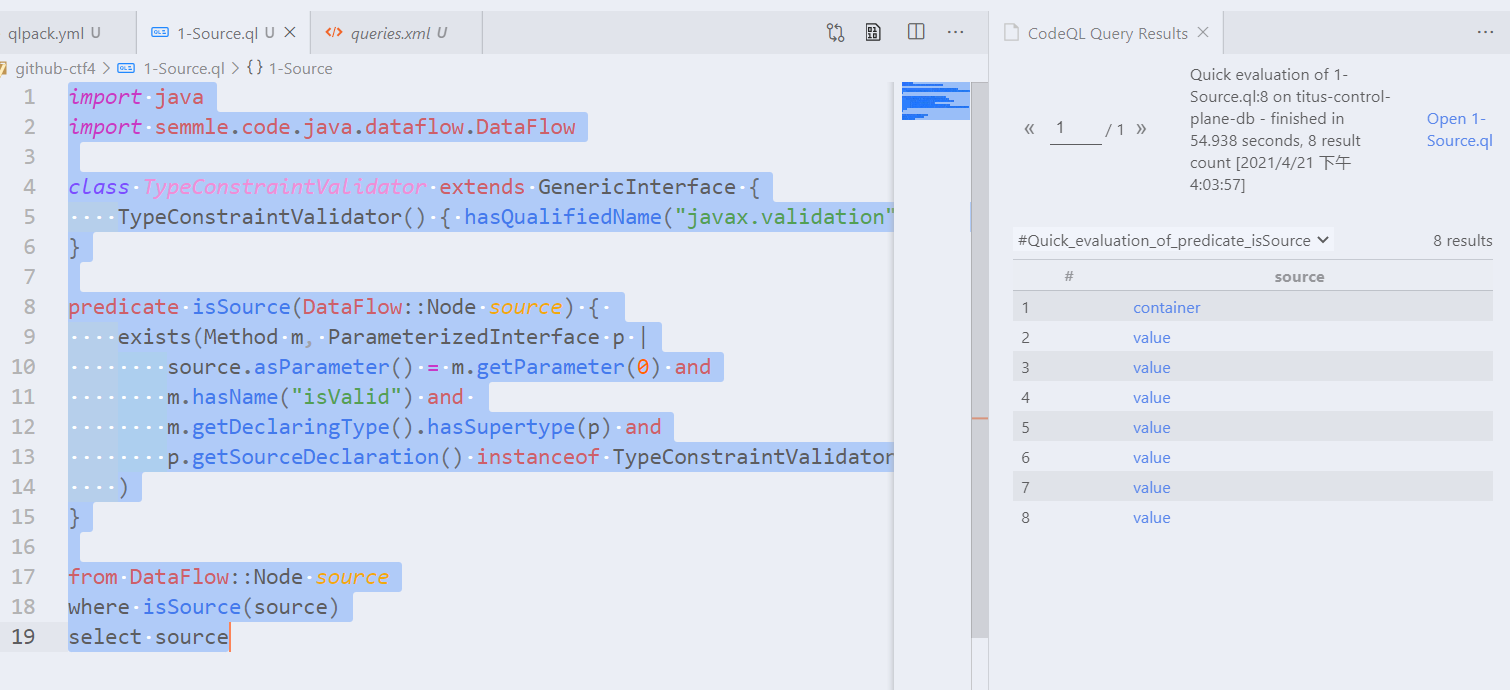 qlpack.yml U
1-Source.ql U
queries.xml U
github-ctf4 > 1-Source.ql > {} 1-Source
1 import java
2 import semmle.code.java.dataflow.DataFlow
3
4 class TypeConstraintValidator extends GenericInterface {
5     TypeConstraintValidator() { hasQualifiedName("javax.validation"
6 }
7
8 predicate isSource(DataFlow::Node source) {
9     exists(Method m, ParameterizedInterface p |
10         source.asParameter() = m.getParameter(0) and
11         m.hasName("isValid") and
12         m.getDeclaringType().hasSupertype(p) and
13         p.getSourceDeclaration() instanceof TypeConstraintValidator
14     )
15 }
16
17 from DataFlow::Node source
18 where isSource(source)
19 select source
CodeQL Query Results
« 1 / 1 »
Quick evaluation of 1-
Source.ql:8 on titus-control-
plane-db - finished in
54.938 seconds, 8 result
count [2021/4/21 下午
4:03:57]
Open 1-
Source.ql
#Quick_evaluation_of_predicate_isSource
8 results
# source
1 container
2 value
3 value
4 value
5 value
6 value
7 value
8 value